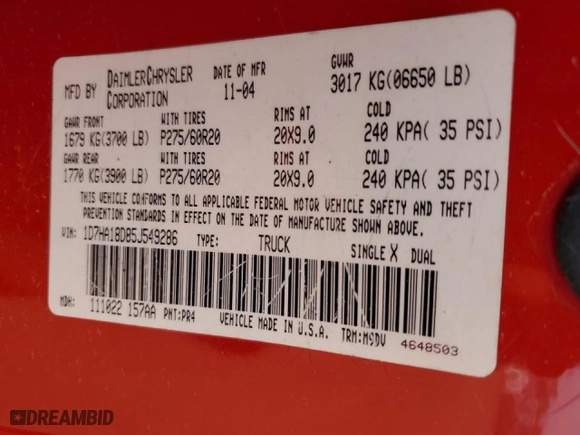 MFD BY DAIMLERCHRYSLER CORPORATION DATE OF MFR 11-04 GVWR 3017 KG(06650 LB)
GAWR FRONT WITH TIRES RIMS AT COLD
1679 KG(3700 LB) P275/60R20 20X9.0 240 KPA( 35 PSI)
GAWR REAR WITH TIRES RIMS AT COLD
1770 KG(3900 LB) P275/60R20 20X9.0 240 KPA( 35 PSI)
THIS VEHICLE CONFORMS TO ALL APPLICABLE FEDERAL MOTOR VEHICLE SAFETY AND THEFT
PREVENTION STANDARDS IN EFFECT ON THE DATE OF MANUFACTURE SHOWN ABOVE.
VIN: 1D7HA18D85J549286 TYPE: TRUCK SINGLE X DUAL
MDH: 111022 157AA PNT:PR4 VEHICLE MADE IN U.S.A. TRM:M9DV 4648503
DREAMBID